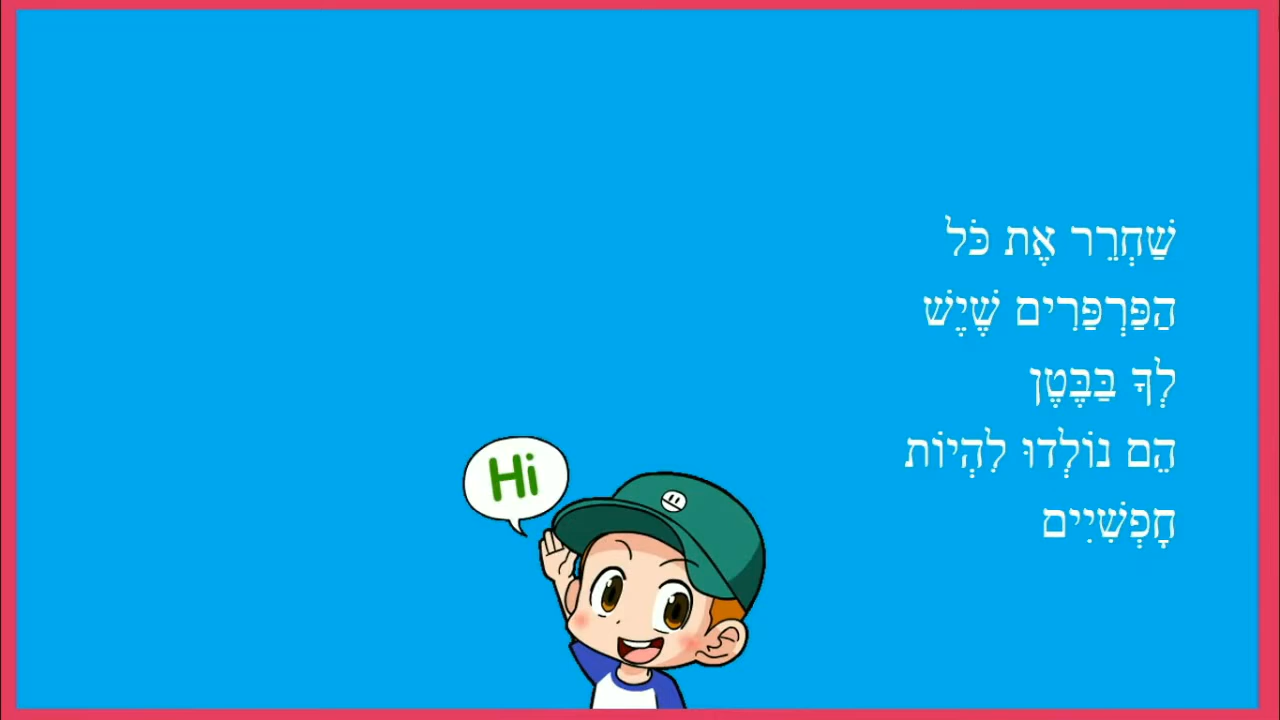 שַׁחְרֵר אֶת כֹּל
הַפַּרְפַּרִים שֶׁיֶּשׁ
לְךָ בַּבֶּטֶן
הֵם נוֹלְדוּ לִהְיוֹת
חָפְשִׁיִּים
Hi